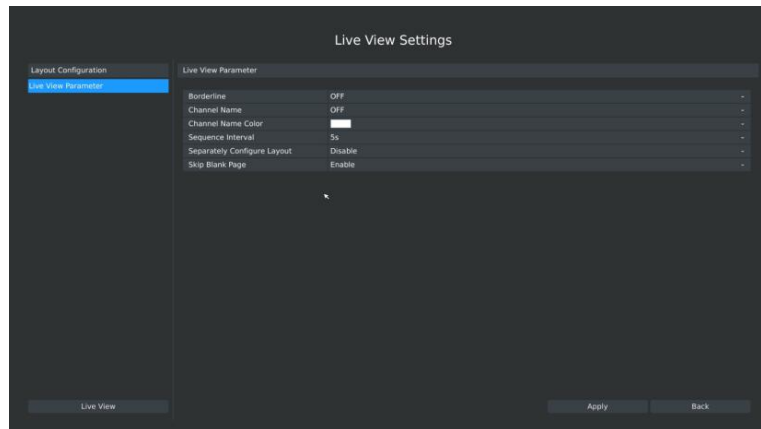 Live View Settings
Layout Configuration
Live View Parameter
Live View Parameter
Borderline OFF
Channel Name OFF
Channel Name Color
Sequence Interval 5s
Separately Configure Layout Disable
Skip Blank Page Enable
Live View
Apply Back